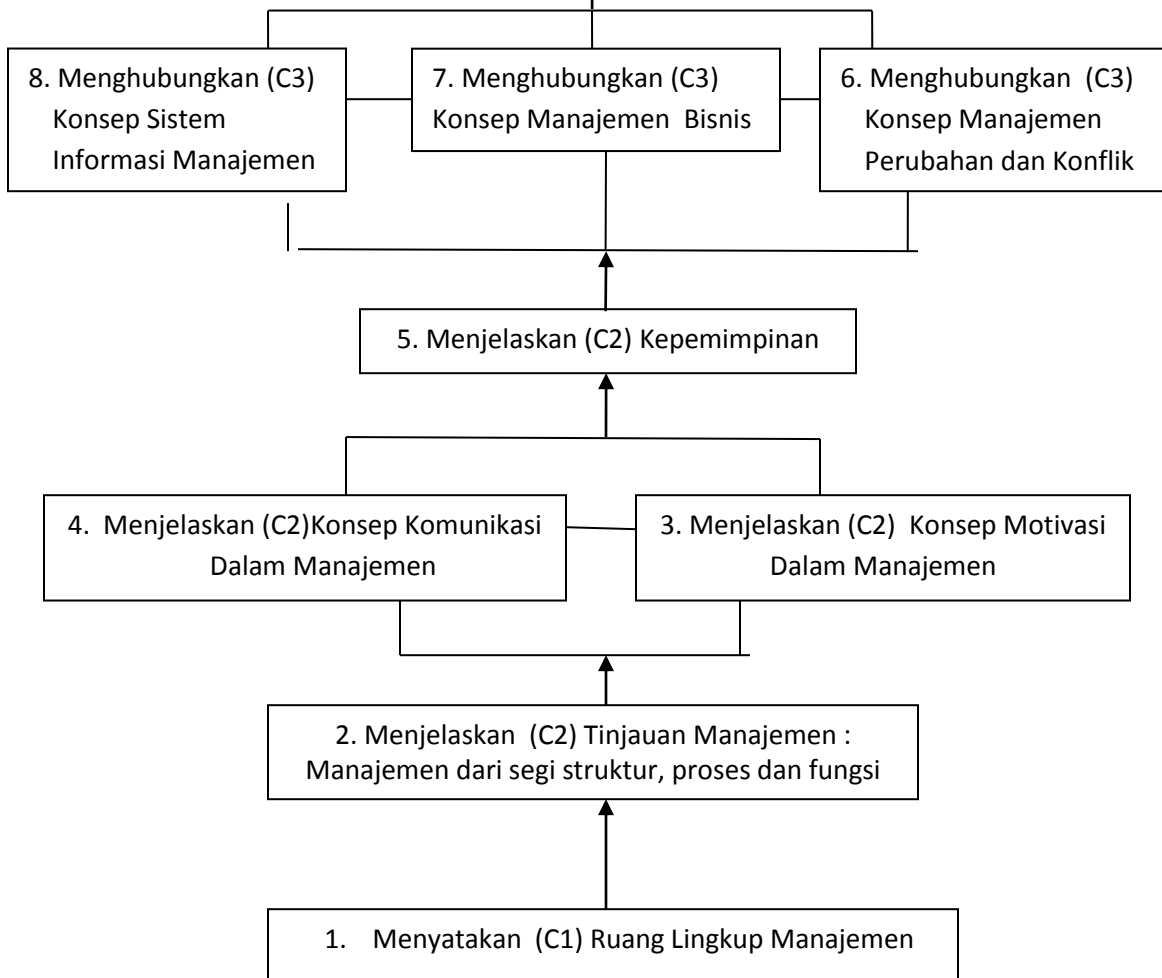 8. Menghubungkan (C3)
Konsep Sistem
Informasi Manajemen
7. Menghubungkan (C3)
Konsep Manajemen Bisnis
6. Menghubungkan (C3)
Konsep Manajemen
Perubahan dan Konflik
5. Menjelaskan (C2) Kepemimpinan
4. Menjelaskan (C2)Konsep Komunikasi
Dalam Manajemen
3. Menjelaskan (C2) Konsep Motivasi
Dalam Manajemen
2. Menjelaskan (C2) Tinjauan Manajemen :
Manajemen dari segi struktur, proses dan fungsi
1. Menyatakan (C1) Ruang Lingkup Manajemen